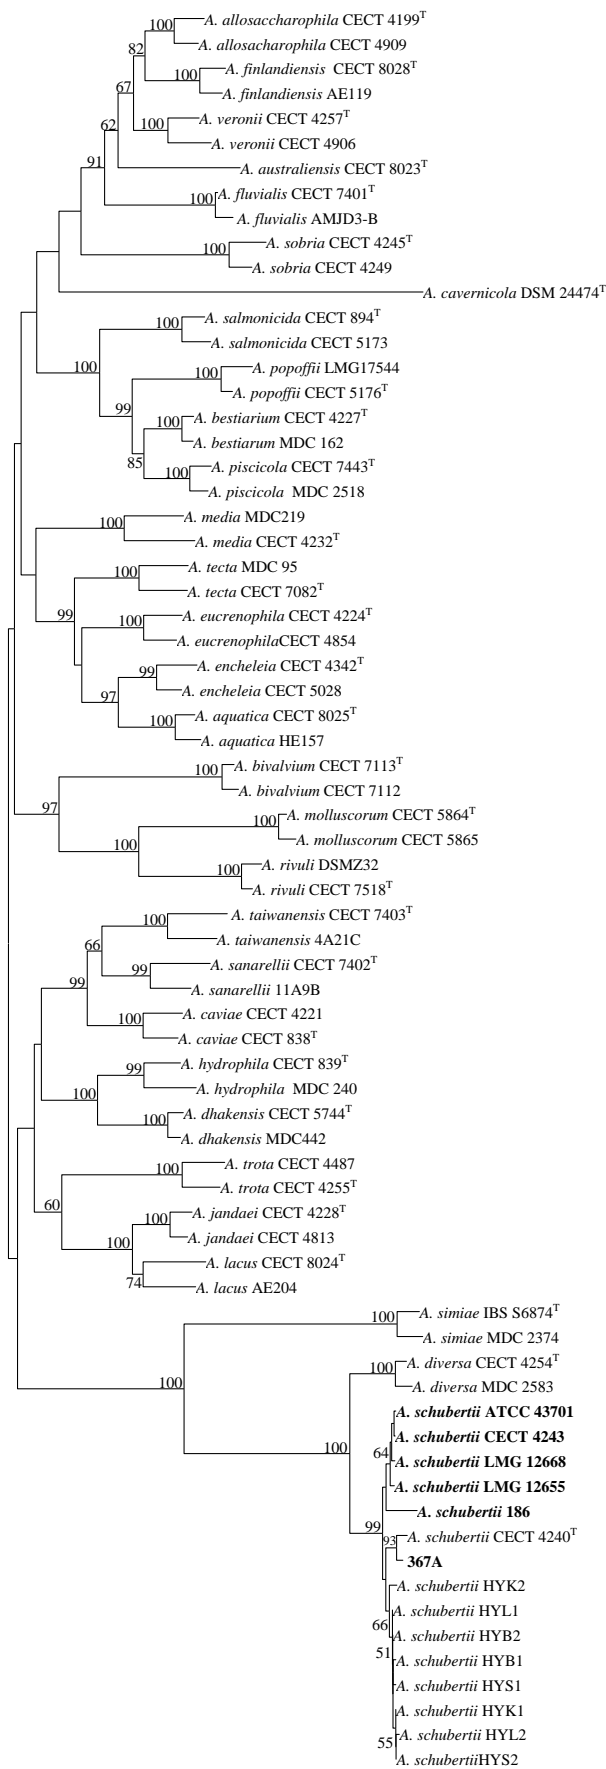 A. allosaccharophila CECT 4199T
100
A. allosacharophila CECT 4909
82
A. finlandiensis CECT 8028T
100
67
A. finlandiensis AE119
A. veronii CECT 4257T
62
100
A. veronii CECT 4906
91
A. australiensis CECT 8023T
A. fluvialis CECT 7401T
100
A. fluvialis AMJD3-B
A. sobria CECT 4245T
100
A. sobria CECT 4249
A. cavernicola DSM 24474T
A. salmonicida CECT 894T
100
A. salmonicida CECT 5173
100
A. popoffii LMG17544
100
A. popoffii CECT 5176T
99
A. bestiarium CECT 4227T
100
A. bestiarum MDC 162
85
A. piscicola CECT 7443T
100
A. piscicola MDC 2518
A. media MDC219
100
A. media CECT 4232T
A. tecta MDC 95
100
A. tecta CECT 7082T
99
A. eucrenophila CECT 4224T
100
A. eucrenophilaCECT 4854
A. encheleia CECT 4342T
99
A. encheleia CECT 5028
97
A. aquatica CECT 8025T
100
A. aquatica HE157
A. bivalvium CECT 7113T
100
A. bivalvium CECT 7112
97
A. molluscorum CECT 5864T
100
A. molluscorum CECT 5865
100
A. rivuli DSMZ32
100
A. rivuli CECT 7518T
A. taiwanensis CECT 7403T
100
A. taiwanensis 4A21C
66
A. sanarellii CECT 7402T
99
99
A. sanarellii 11A9B
A. caviae CECT 4221
100
A. caviae CECT 838T
A. hydrophila CECT 839T
99
A. hydrophila MDC 240
100
A. dhakensis CECT 5744T
100
A. dhakensis MDC442
A. trota CECT 4487
100
A. trota CECT 4255T
60
A. jandaei CECT 4228T
100
A. jandaei CECT 4813
100
A. lacus CECT 8024T
74
A. lacus AE204
A. simiae IBS S6874T
100
A. simiae MDC 2374
A. diversa CECT 4254T
100
A. diversa MDC 2583
100
A. schubertii ATCC 43701
A. schubertii CECT 4243
100
64
A. schubertii LMG 12668
A. schubertii LMG 12655
A. schubertii 186
99
A. schubertii CECT 4240T
93
367A
A. schubertii HYK2
A. schubertii HYL1
66
A. schubertii HYB2
51
A. schubertii HYB1
A. schubertii HYS1
A. schubertii HYK1
A. schubertii HYL2
55
A. schubertiiHYS2